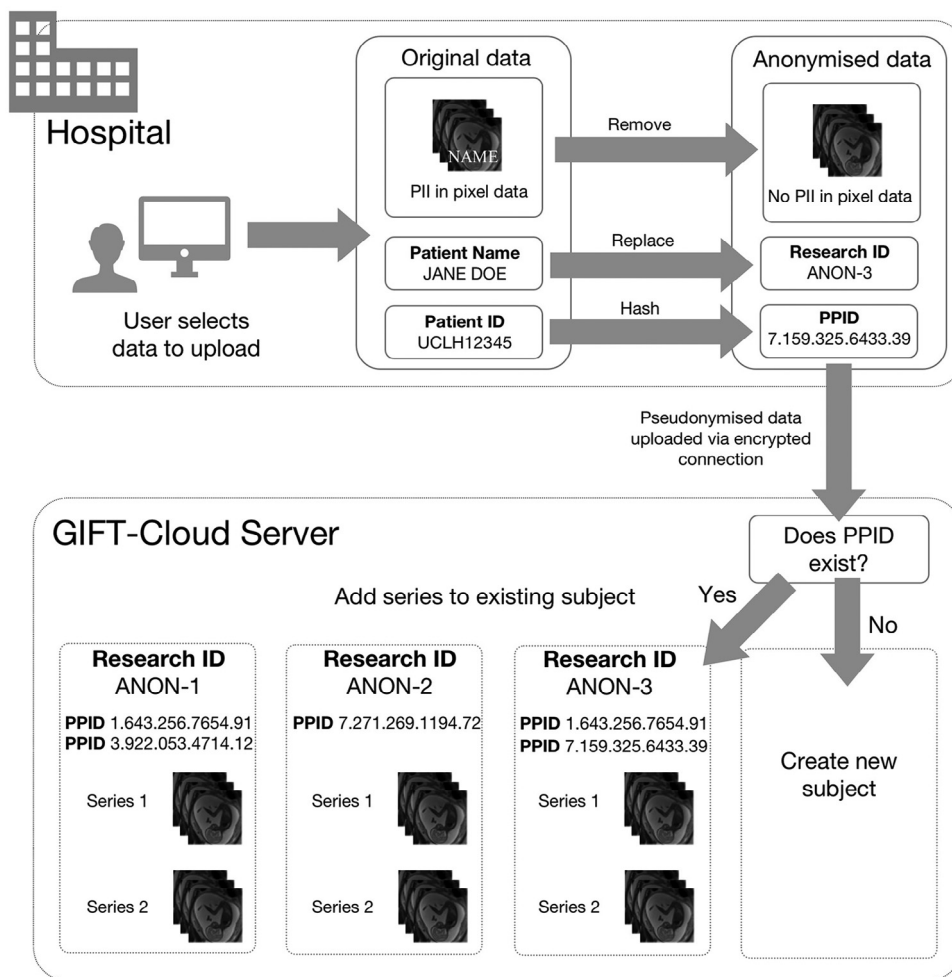 Hospital
User selects
data to upload
Original data
NAME
PII in pixel data
Patient Name
JANE DOE
Patient ID
UCLH12345
Remove
Replace
Hash
Anonymised data
No PII in pixel data
Research ID
ANON-3
PPID
7.159.325.6433.39
Pseudonymised data
uploaded via encrypted
connection
GIFT-Cloud Server
Does PPID
exist?
Yes
No
Add series to existing subject
Research ID
ANON-1
PPID 1.643.256.7654.91
PPID 3.922.053.4714.12
Series 1
Series 2
Research ID
ANON-2
PPID 7.271.269.1194.72
Series 1
Series 2
Research ID
ANON-3
PPID 1.643.256.7654.91
PPID 7.159.325.6433.39
Series 1
Series 2
Create new
subject